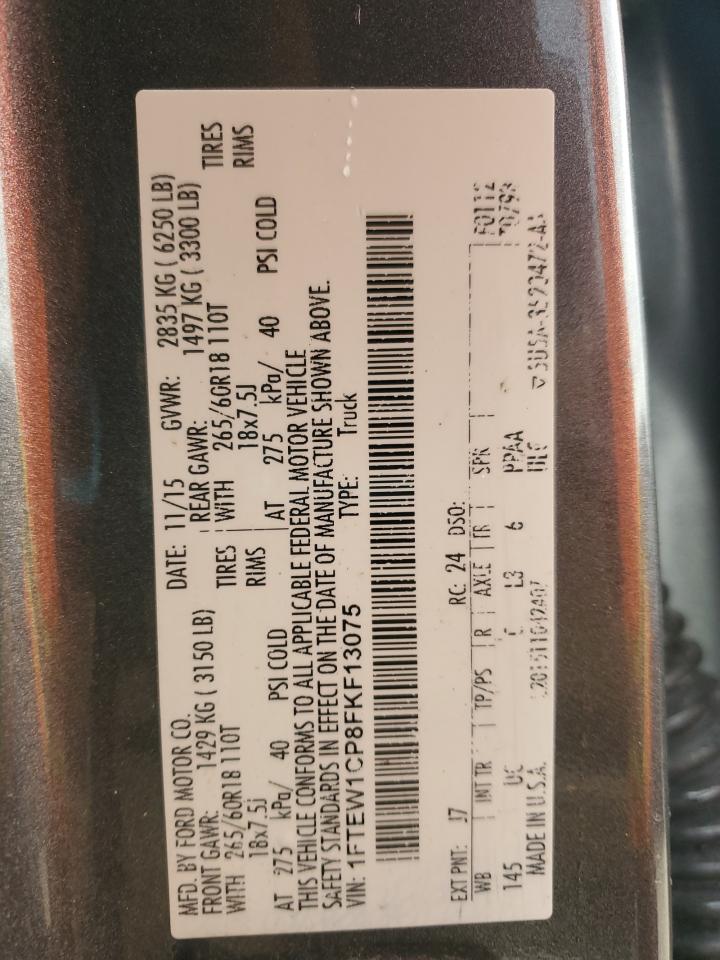 MFD. BY FORD MOTOR CO. DATE: 11/15 GVWR: 2835 KG ( 6250 LB)
FRONT GAWR: 1429 KG ( 3150 LB) REAR GAWR: 1497 KG ( 3300 LB)
WITH 265/60R18 110T TIRES WITH 265/60R18 110T TIRES
18x7.5J RIMS 18x7.5J RIMS
AT 275 kPa/ 40 PSI COLD AT 275 kPa/ 40 PSI COLD
THIS VEHICLE CONFORMS TO ALL APPLICABLE FEDERAL MOTOR VEHICLE
SAFETY STANDARDS IN EFFECT ON THE DATE OF MANUFACTURE SHOWN ABOVE.
VIN: 1FTEW1CP8FKF13075 TYPE: Truck
EXT PNT: J7 RC: 24 DSO:
WB INT TR TP/PS R AXLE TR SPR
145 UC L3 6 PPAA
MADE IN U.S.A.